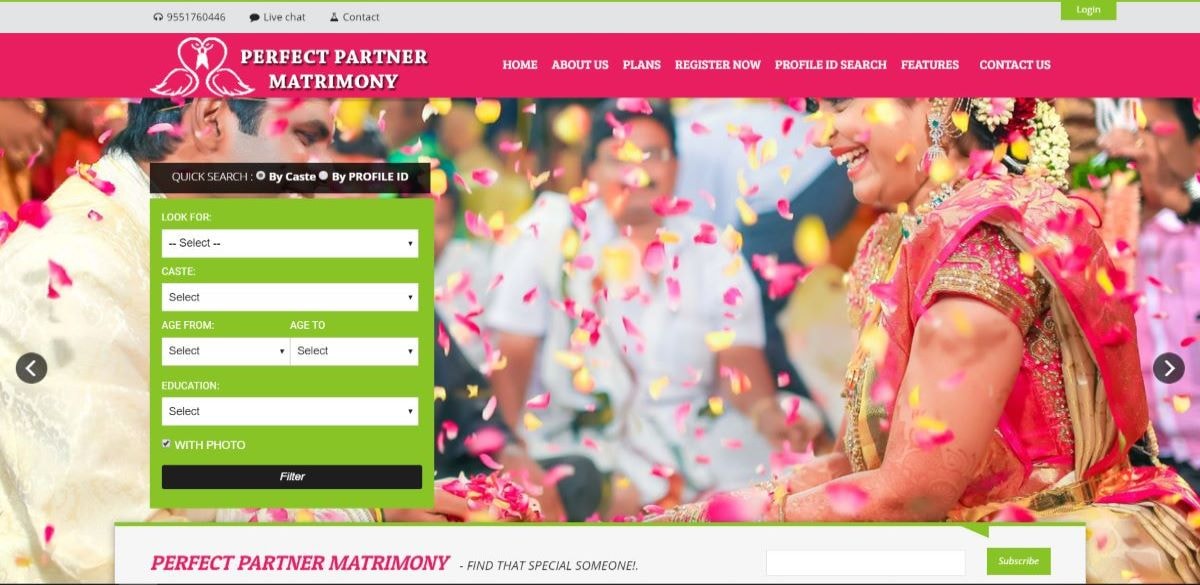 9551760446 Live chat Contact
Login
PERFECT PARTNER
MATRIMONY
HOME ABOUT US PLANS REGISTER NOW PROFILE ID SEARCH FEATURES CONTACT US
QUICK SEARCH : By Caste By PROFILE ID
LOOK FOR:
-- Select --
CASTE:
Select
AGE FROM: AGE TO
Select Select
EDUCATION:
Select
WITH PHOTO
Filter
PERFECT PARTNER MATRIMONY - FIND THAT SPECIAL SOMEONE!.
Subscribe